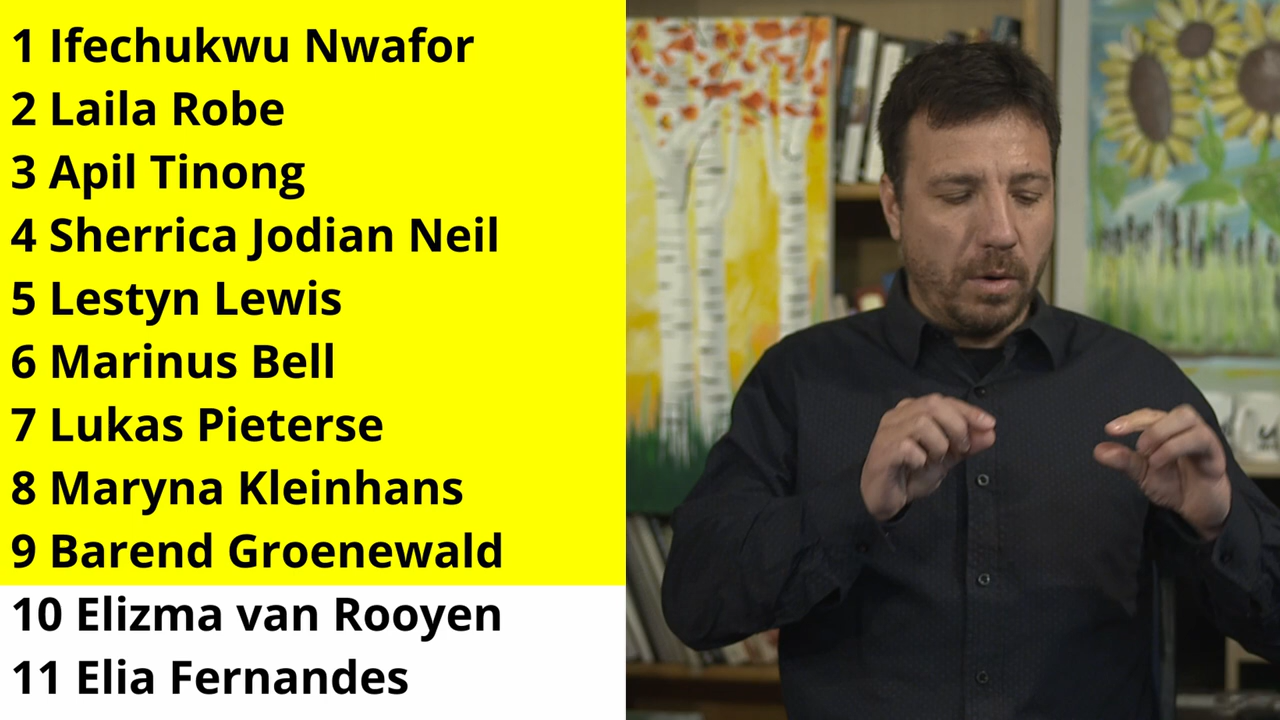 1 Ifechukwu Nwafor
2 Laila Robe
3 Apil Tinong
4 Sherrica Jodian Neil
5 Lestyn Lewis
6 Marinus Bell
7 Lukas Pieterse
8 Maryna Kleinhans
9 Barend Groenewald
10 Elizma van Rooyen
11 Elia Fernandes